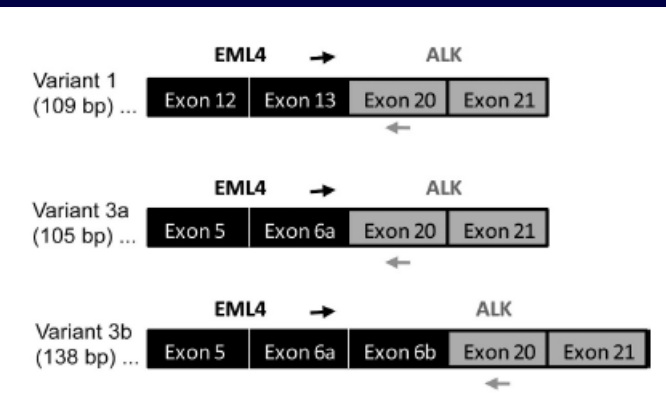 EML4 ALK
Variant 1
(109 bp) ...
Exon 12 Exon 13 Exon 20 Exon 21
EML4 ALK
Variant 3a
(105 bp) ...
Exon 5 Exon 6a Exon 20 Exon 21
EML4 ALK
Variant 3b
(138 bp) ...
Exon 5 Exon 6a Exon 6b Exon 20 Exon 21